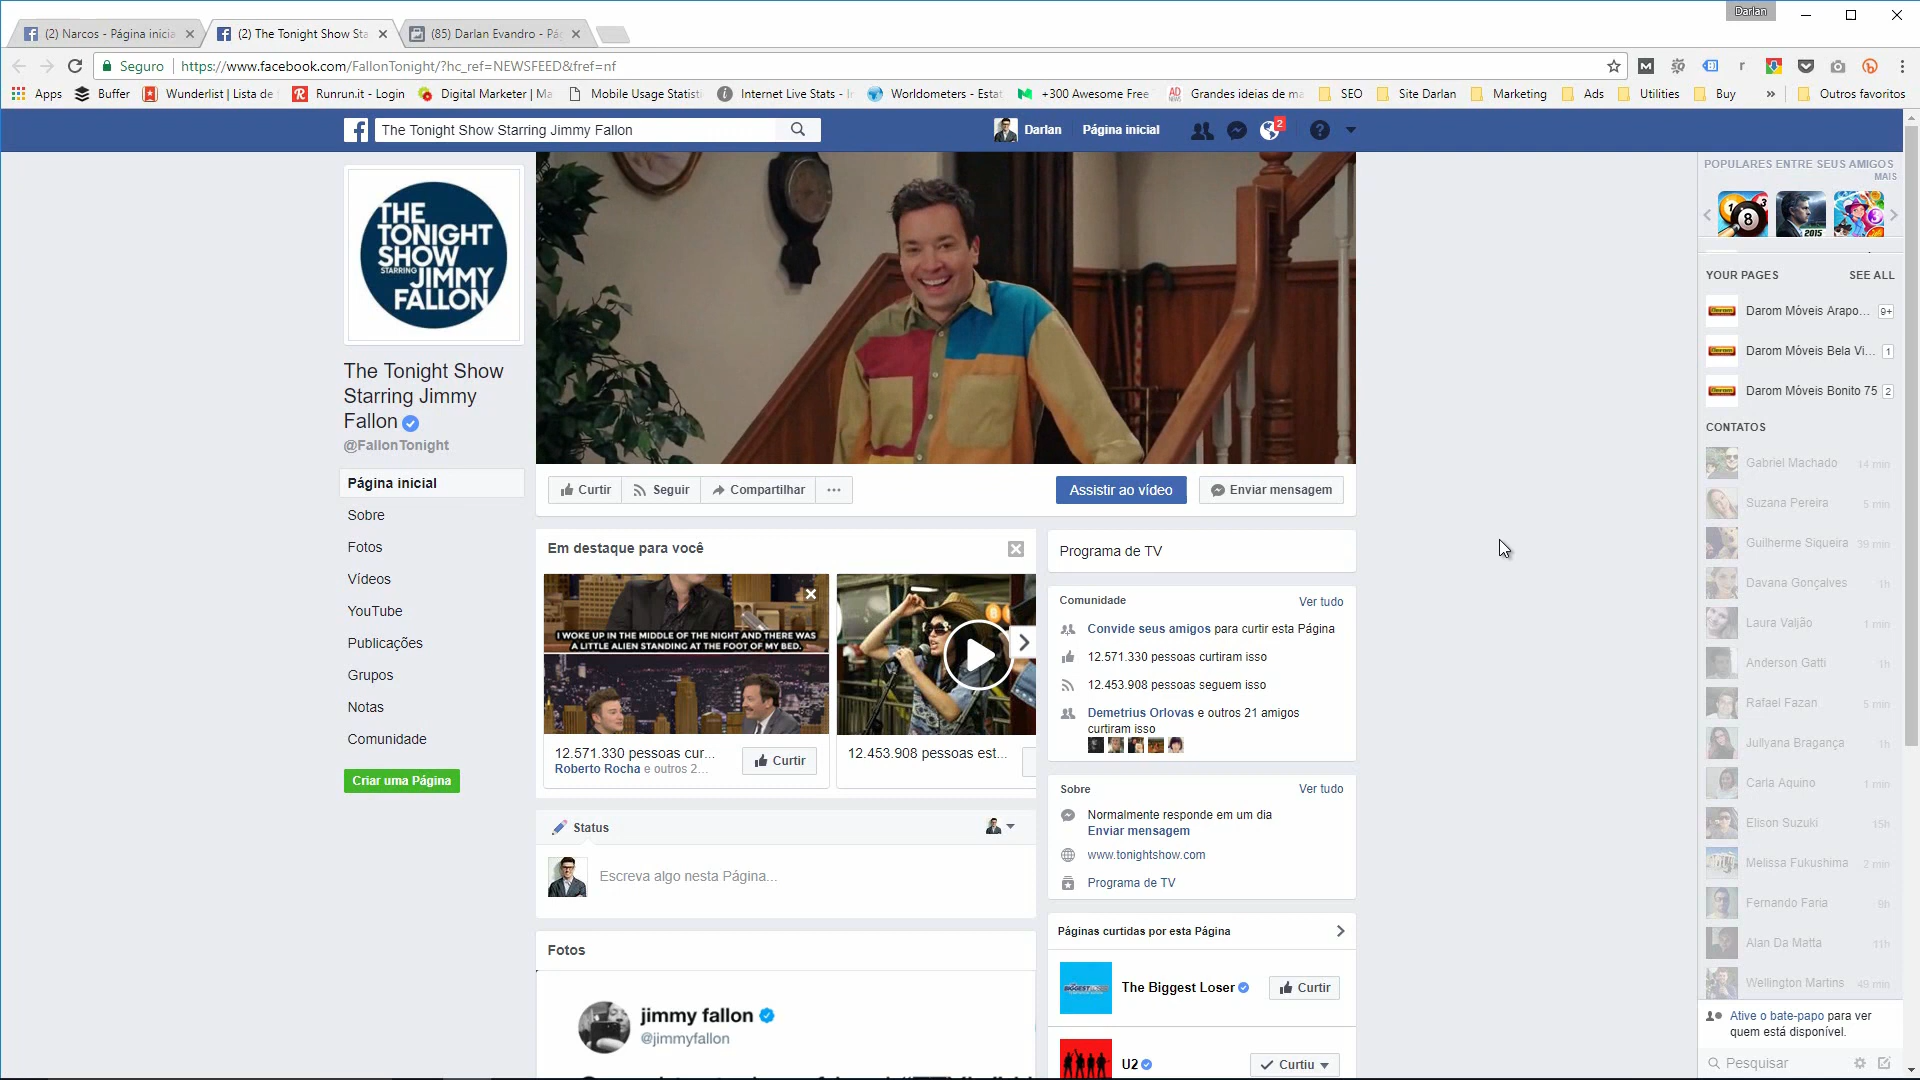 Darlan
(2) Narcos - Página inicia
(2) The Tonight Show Sta
(85) Darlan Evandro - Pá
Seguro
https://www.facebook.com/FallonTonight/?hc_ref=NEWSFEED&fref=nf
Apps
Buffer
Wunderlist | Lista de
Runrun.it - Login
Digital Marketer | Ma
Mobile Usage Statisti
Internet Live Stats - In
Worldometers - Estat
+300 Awesome Free
Grandes ideias de ma
SEO
Site Darlan
Marketing
Ads
Utilities
Buy
»
Outros favoritos
The Tonight Show Starring Jimmy Fallon
Darlan
Página inicial
2
THE
TONIGHT
SHOW
STARRING JIMMY
FALLON
The Tonight Show
Starring Jimmy
Fallon
@FallonTonight
Página inicial
Sobre
Fotos
Vídeos
YouTube
Publicações
Grupos
Notas
Comunidade
Criar uma Página
Curtir
Seguir
Compartilhar
...
Assistir ao vídeo
Enviar mensagem
Em destaque para você
I WOKE UP IN THE MIDDLE OF THE NIGHT AND THERE WAS
A LITTLE ALIEN STANDING AT THE FOOT OF MY BED.
12.571.330 pessoas cur...
Roberto Rocha e outros 2...
Curtir
12.453.908 pessoas est...
Status
Escreva algo nesta Página...
Fotos
jimmy fallon
@jimmyfallon
Programa de TV
Comunidade
Ver tudo
Convide seus amigos para curtir esta Página
12.571.330 pessoas curtiram isso
12.453.908 pessoas seguem isso
Demetrius Orlovas e outros 21 amigos
curtiram isso
Sobre
Ver tudo
Normalmente responde em um dia
Enviar mensagem
www.tonightshow.com
Programa de TV
Páginas curtidas por esta Página
The Biggest Loser
Curtir
U2
Curtiu
POPULARES ENTRE SEUS AMIGOS
MAIS
8
2015
3
YOUR PAGES
SEE ALL
Darom Móveis Arapo...
9+
Darom Móveis Bela Vi...
1
Darom Móveis Bonito 75
2
CONTATOS
Gabriel Machado
14 min
Suzana Pereira
5 min
Guilherme Siqueira
39 min
Davana Gonçalves
1h
Laura Valjão
1 min
Anderson Gatti
1h
Rafael Fazan
5 min
Jullyana Bragança
1h
Carla Aquino
1 min
Elison Suzuki
15h
Melissa Fukushima
2 min
Fernando Faria
9h
Alan Da Matta
11h
Wellington Martins
49 min
Ative o bate-papo para ver
quem está disponível.
Pesquisar